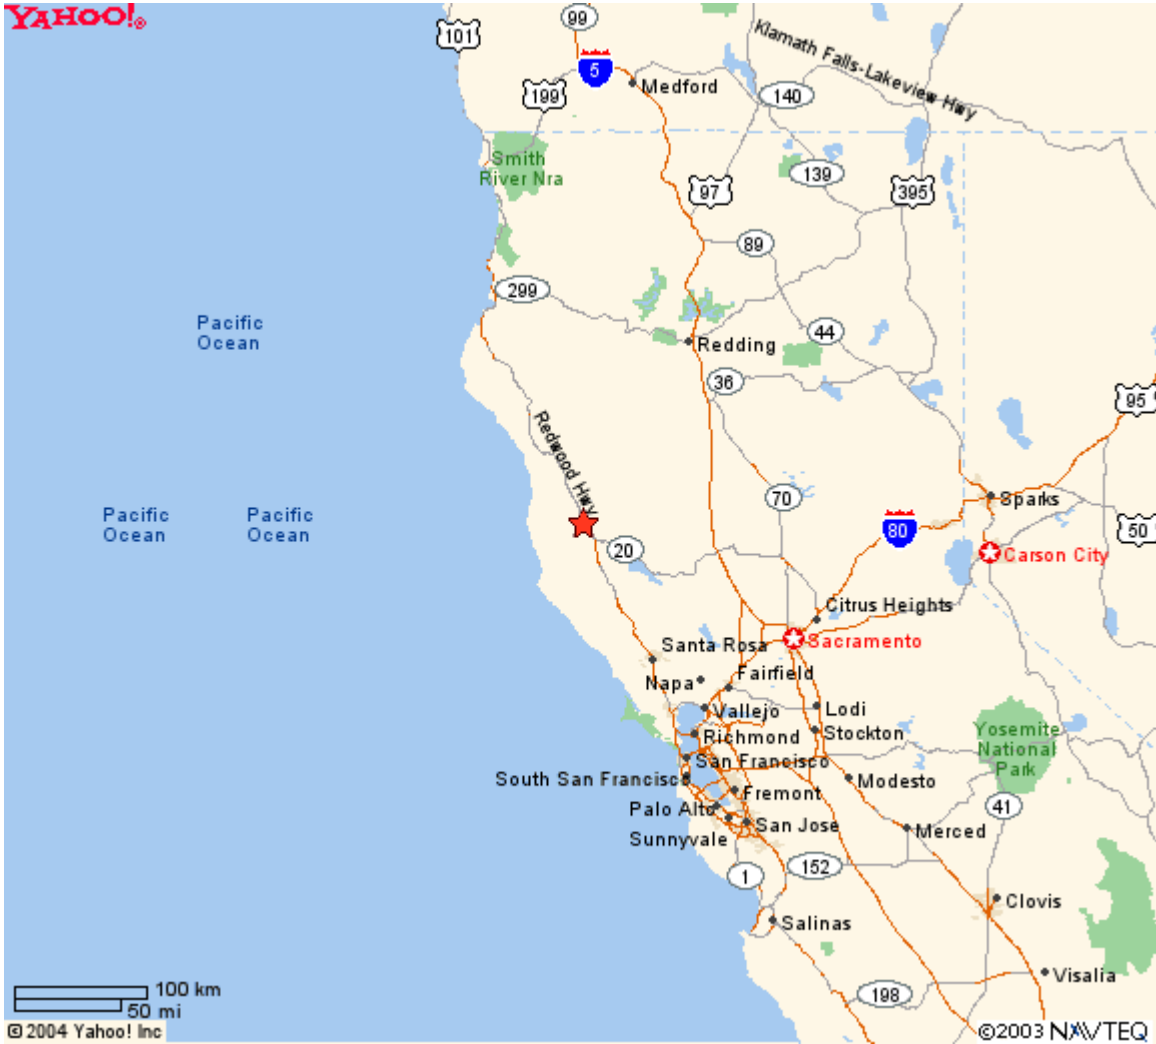 YAHOO!®
101
99
5
Medford
199
140
Klamath Falls-Lakeview Hwy
Smith
River Nra
97
139
395
89
299
Pacific
Ocean
44
Redding
36
95
Redwood Hwy
70
Sparks
Pacific
Ocean
Pacific
Ocean
80
50
20
Carson City
Citrus Heights
Santa Rosa
Sacramento
Napa
Fairfield
Vallejo
Lodi
Richmond
Stockton
Yosemite
National
Park
San Francisco
South San Francisco
Modesto
Fremont
Palo Alto
41
San Jose
Merced
Sunnyvale
152
1
Clovis
Salinas
Visalia
198
100 km
50 mi
© 2004 Yahoo! Inc
©2003 NAVTEQ